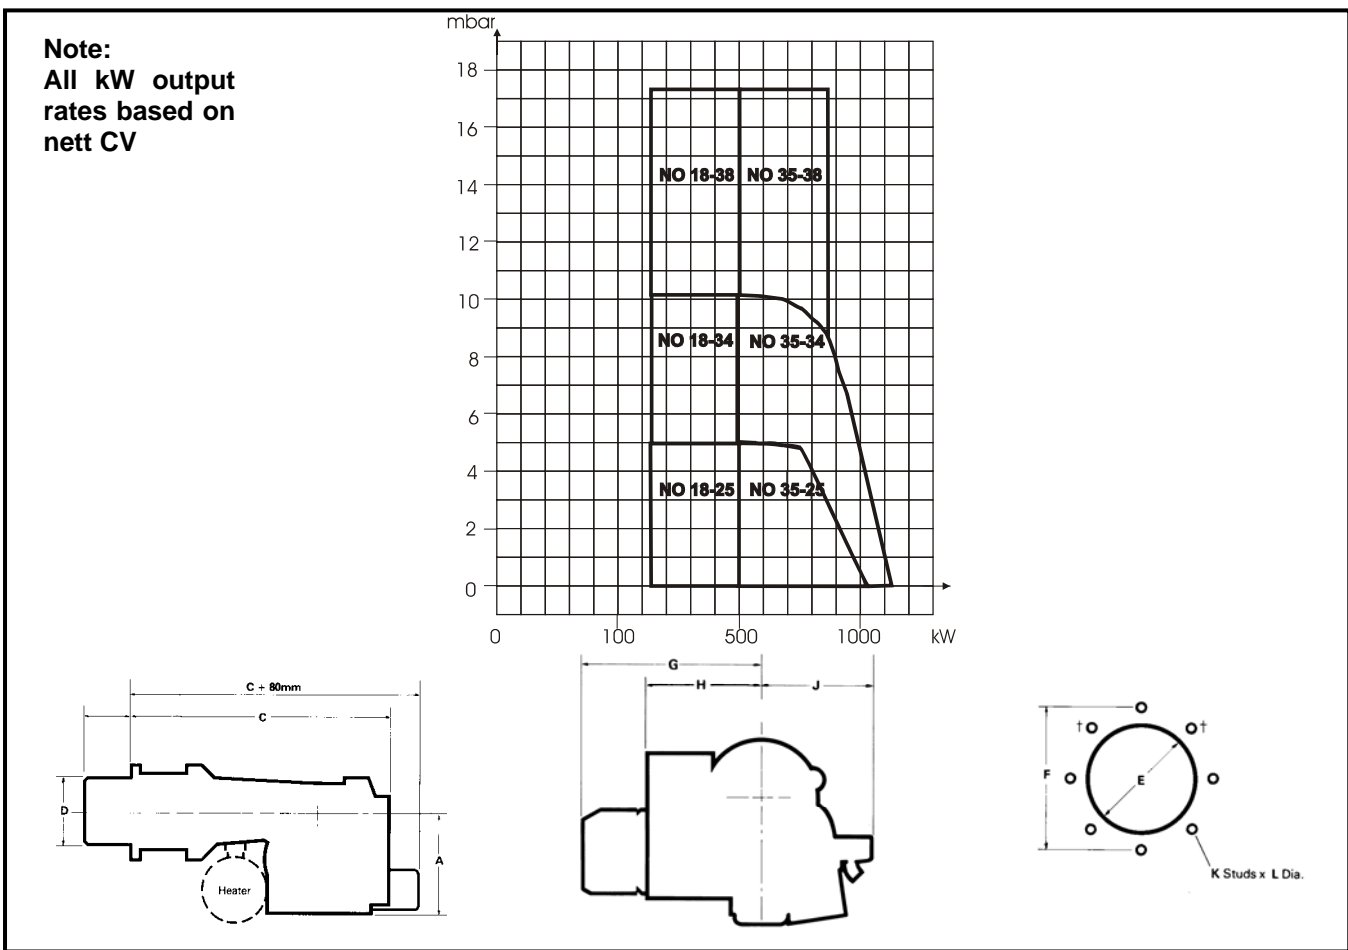 Note:
All kW output
rates based on
nett CV
mbar
18
16
14
12
10
8
6
4
2
0
NO 18-38 NO 35-38
NO 18-34 NO 35-34
NO 18-25 NO 35-25
0 100 500 1000 kW
C + 80mm
C
D
A
Heater
G
H
J
† †
F
E
K Studs x L Dia.